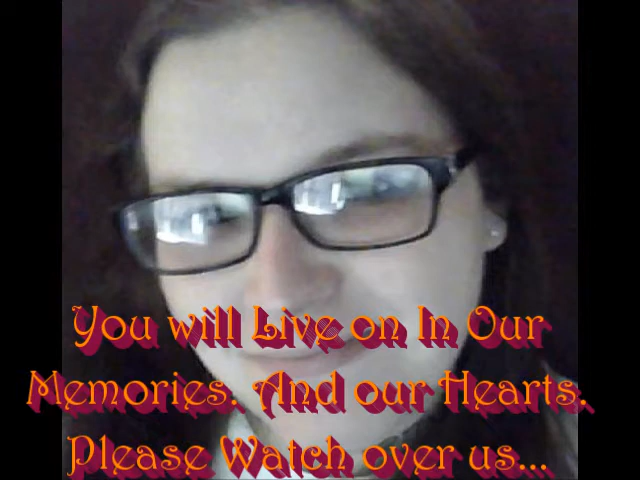 You will Live on In Our
Memories. And our Hearts.
Please Watch over us...